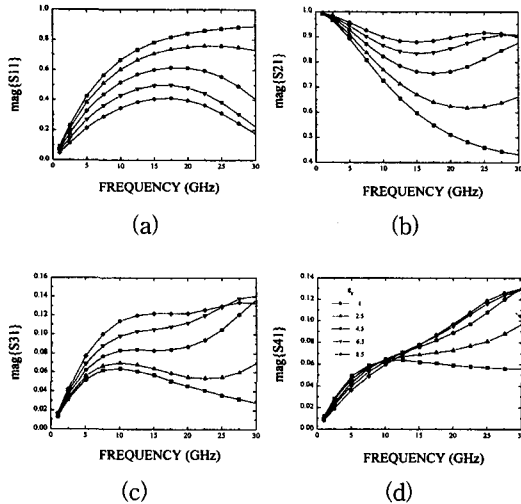 1.0
0.8
0.6
0.4
0.2
0.0
mag{S11}
0 5 10 15 20 25 30
FREQUENCY (GHz)
(a)
1.0
0.9
0.8
0.7
0.6
0.5
0.4
mag{S21}
0 5 10 15 20 25 30
FREQUENCY (GHz)
(b)
0.16
0.14
0.12
0.10
0.08
0.06
0.04
0.02
0.00
mag{S31}
0 5 10 15 20 25 30
FREQUENCY (GHz)
(c)
0.14
0.12
0.10
0.08
0.06
0.04
0.02
0.00
mag{S41}
εr
1
2.5
4.5
6.5
8.5
0 5 10 15 20 25 30
FREQUENCY (GHz)
(d)